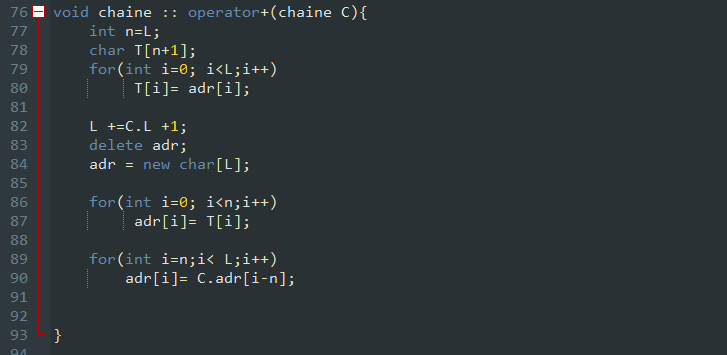 76 void chaine :: operator+(chaine C){
77 int n=L;
78 char T[n+1];
79 for(int i=0; i<L;i++)
80 T[i]= adr[i];
81
82 L +=C.L +1;
83 delete adr;
84 adr = new char[L];
85
86 for(int i=0; i<n;i++)
87 adr[i]= T[i];
88
89 for(int i=n;i< L;i++)
90 adr[i]= C.adr[i-n];
91
92
93 }
94